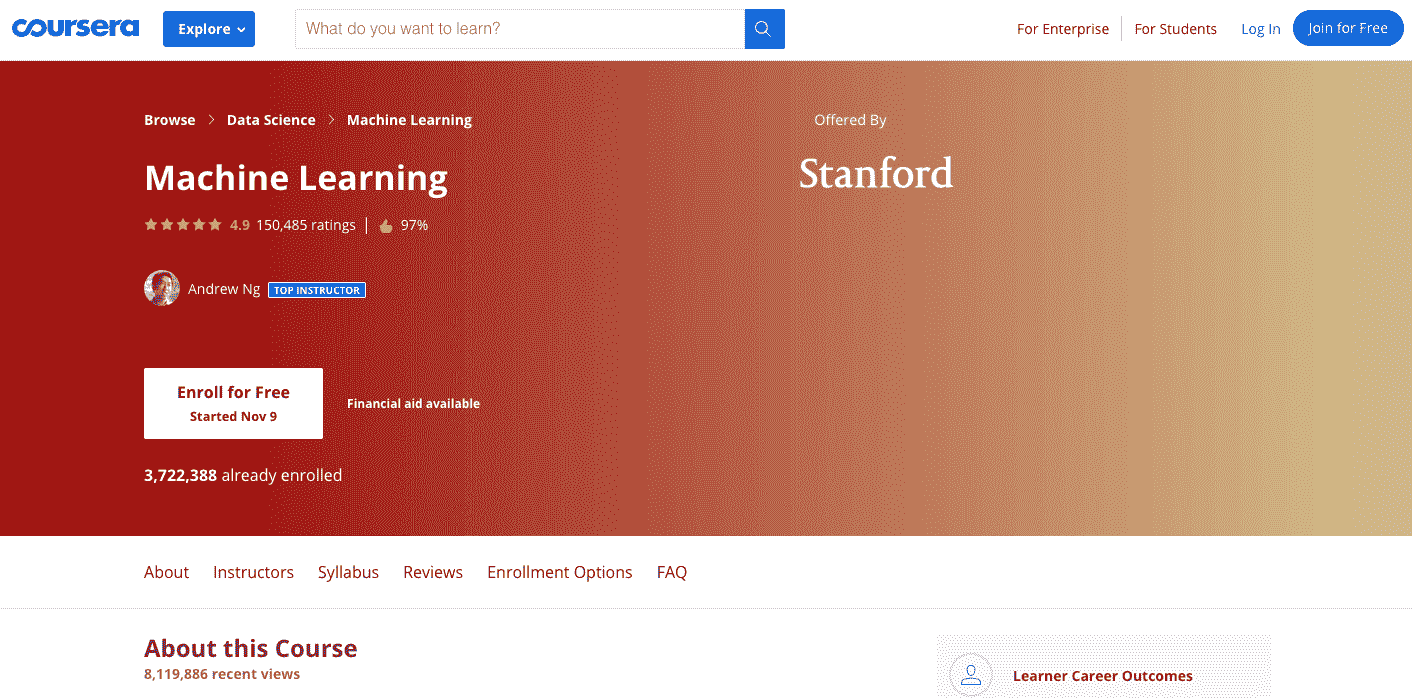 coursera Explore What do you want to learn? For Enterprise For Students Log In Join for Free
Browse > Data Science > Machine Learning
Offered By
Machine Learning
Stanford
4.9 150,485 ratings | 97%
Andrew Ng TOP INSTRUCTOR
Enroll for Free
Started Nov 9
Financial aid available
3,722,388 already enrolled
About Instructors Syllabus Reviews Enrollment Options FAQ
About this Course
8,119,886 recent views
Learner Career Outcomes